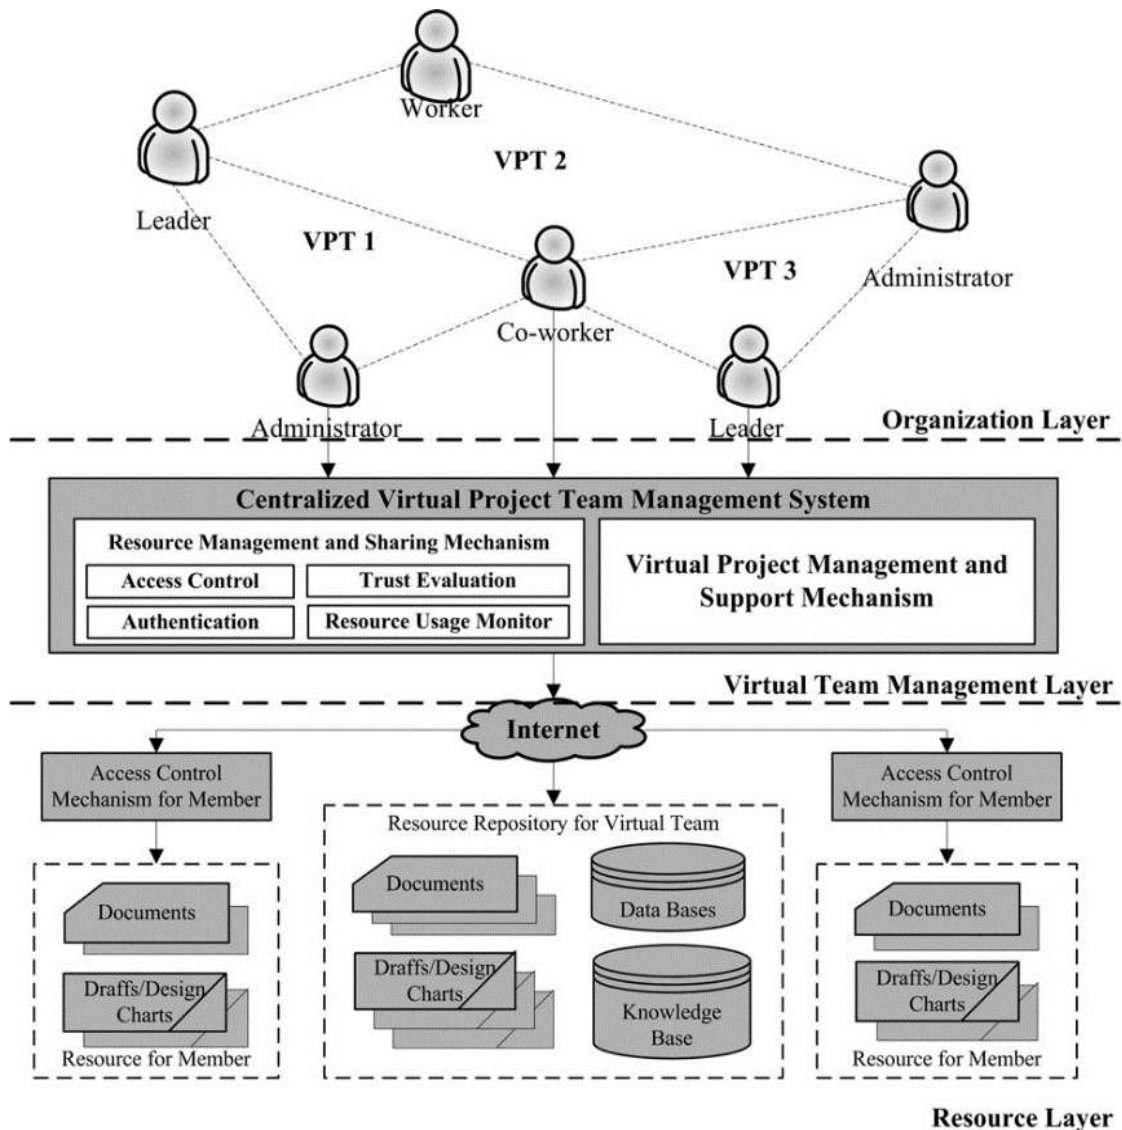 Worker
VPT 2
Leader
VPT 1
VPT 3
Administrator
Co-worker
Administrator
Leader
Organization Layer
Centralized Virtual Project Team Management System
Resource Management and Sharing Mechanism
Access Control
Trust Evaluation
Authentication
Resource Usage Monitor
Virtual Project Management and
Support Mechanism
Virtual Team Management Layer
Internet
Access Control
Mechanism for Member
Documents
Draffs/Design
Charts
Resource for Member
Resource Repository for Virtual Team
Documents
Data Bases
Draffs/Design
Charts
Knowledge
Base
Access Control
Mechanism for Member
Documents
Draffs/Design
Charts
Resource for Member
Resource Layer